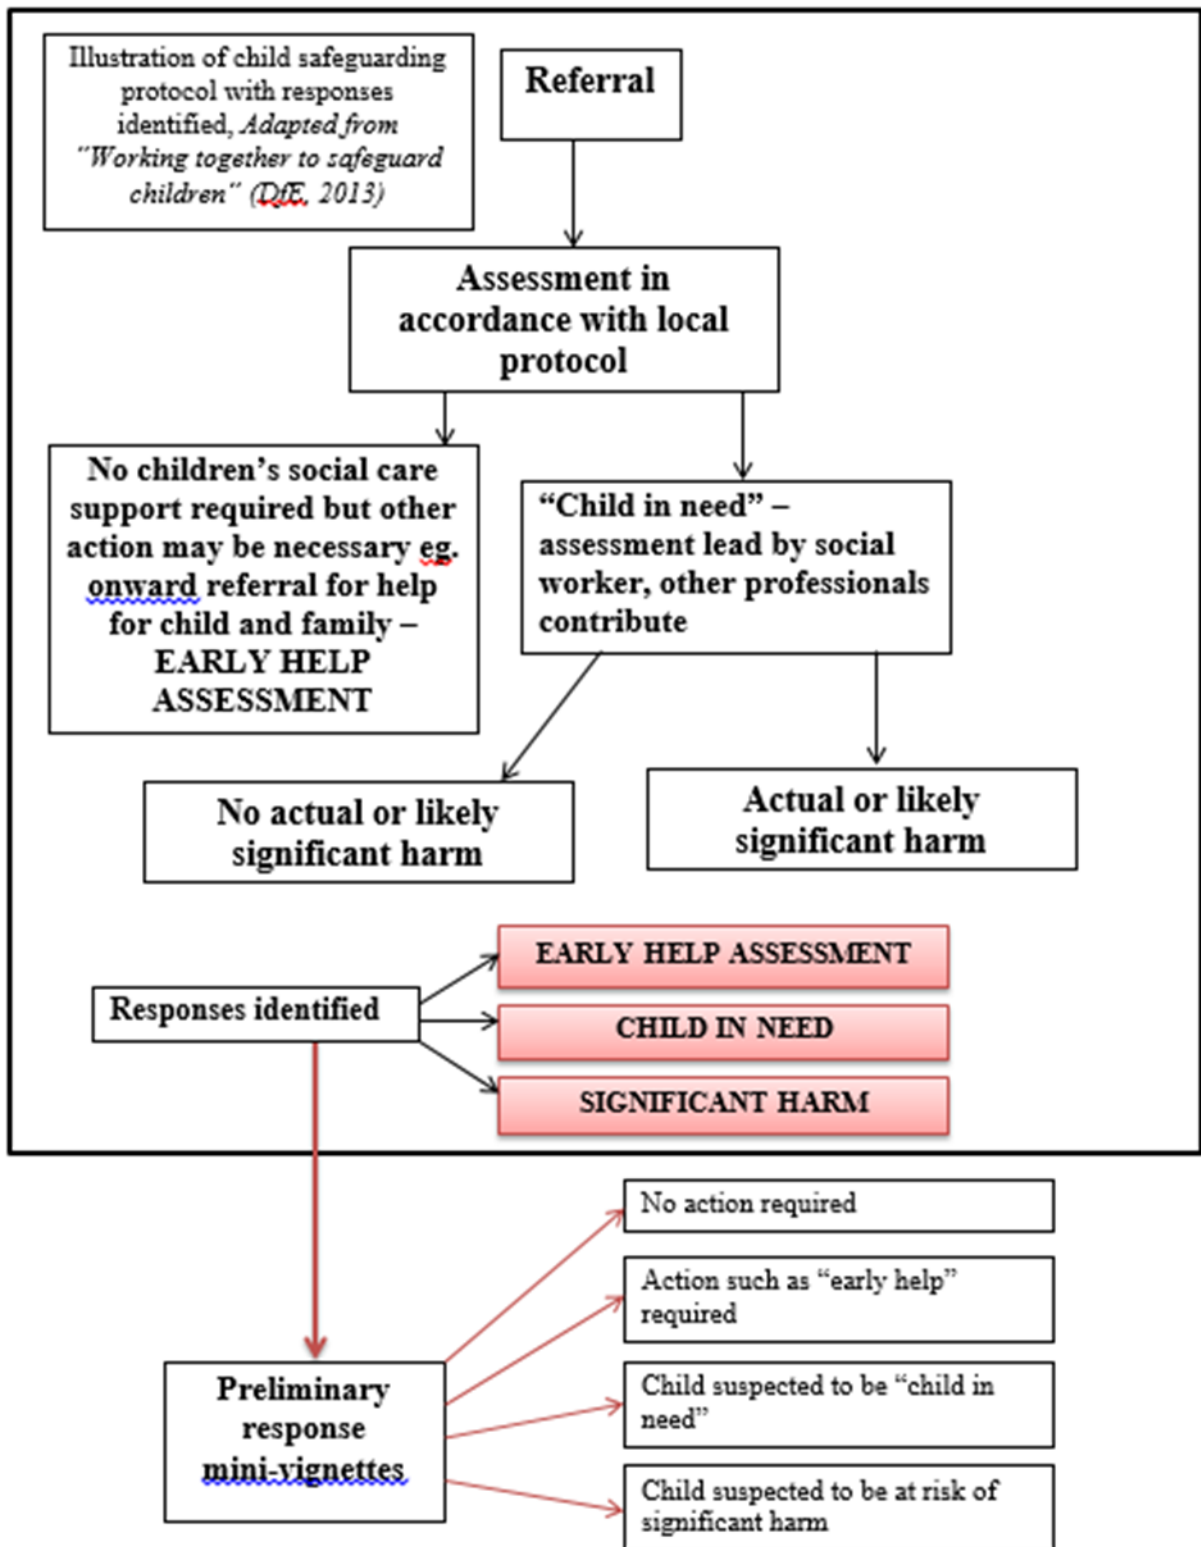 Illustration of child safeguarding
protocol with responses
identified, Adapted from
"Working together to safeguard
children" (DfE, 2013)
Referral
Assessment in
accordance with local
protocol
No children’s social care
support required but other
action may be necessary eg.
onward referral for help
for child and family –
EARLY HELP
ASSESSMENT
“Child in need” –
assessment lead by social
worker, other professionals
contribute
No actual or likely
significant harm
Actual or likely
significant harm
Responses identified
EARLY HELP ASSESSMENT
CHILD IN NEED
SIGNIFICANT HARM
Preliminary
response
mini-vignettes
No action required
Action such as “early help”
required
Child suspected to be “child in
need”
Child suspected to be at risk of
significant harm